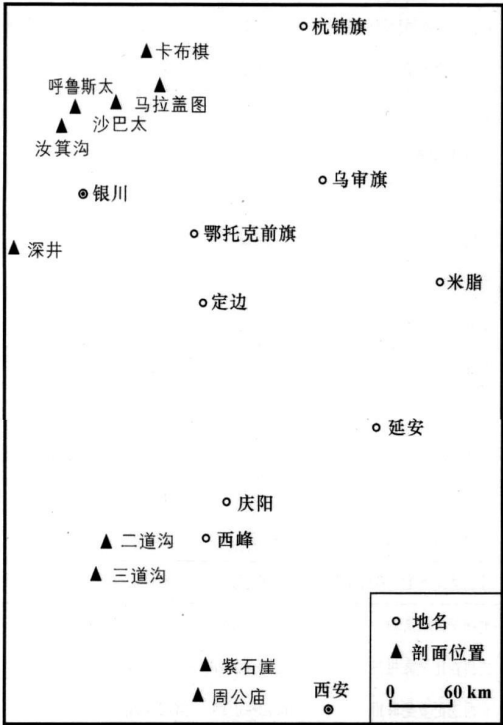 杭锦旗
卡布棋
呼鲁斯太
马拉盖图
沙巴太
汝箕沟
乌审旗
银川
鄂托克前旗
深井
米脂
定边
延安
庆阳
二道沟
西峰
三道沟
地名
剖面位置
紫石崖
西安
周公庙
0
60 km